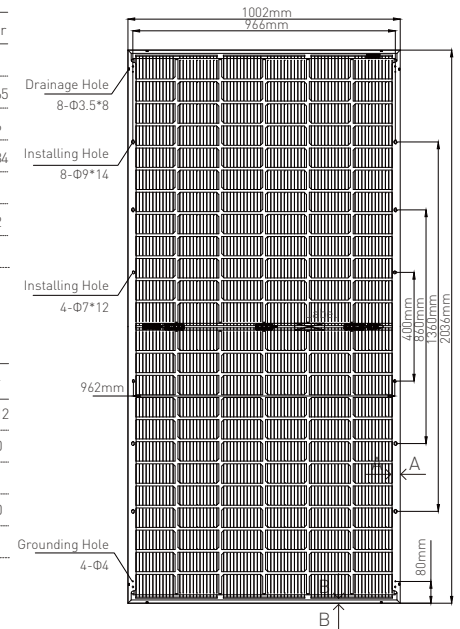 1002mm
966mm
Drainage Hole
8-Φ3.5*8
Installing Hole
8-Φ9*14
Installing Hole
4-Φ7*12
400mm
860mm
1360mm
2036mm
962mm
A A
Grounding Hole
4-Φ4
80mm
B
B